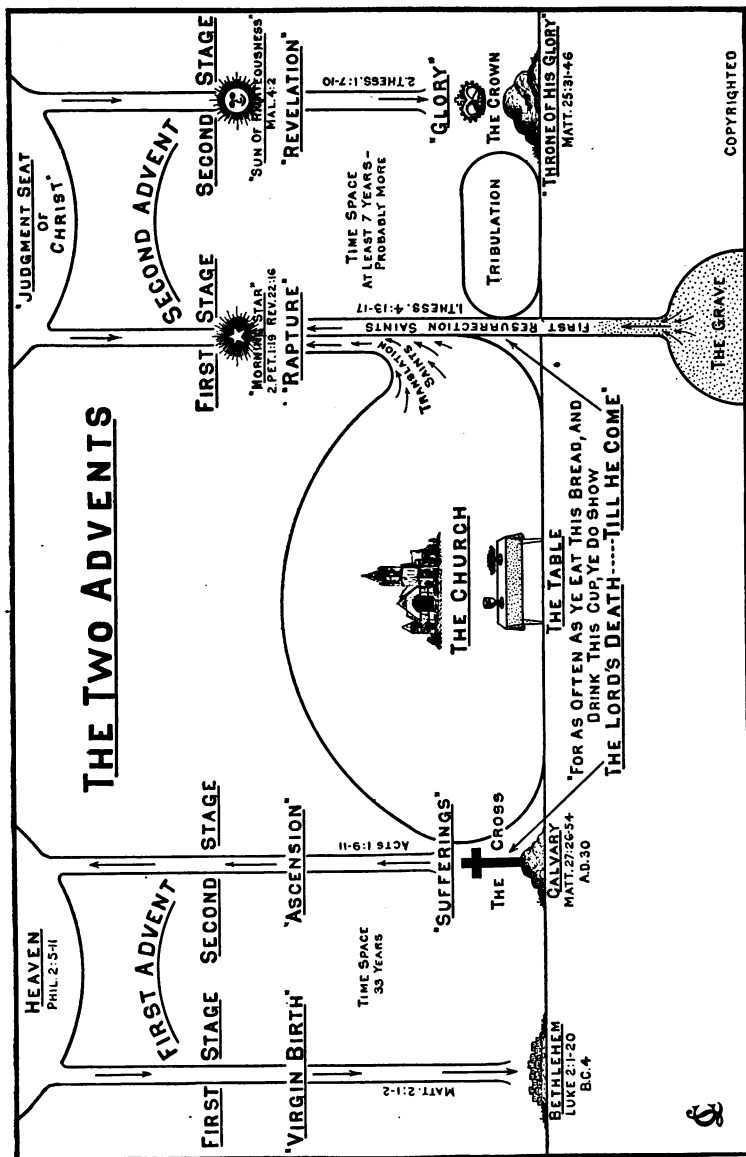 THE TWO ADVENTS
HEAVEN
PHIL. 2:5-11
FIRST ADVENT
FIRST STAGE
SECOND STAGE
"VIRGIN BIRTH"
"ASCENSION"
MATT. 2:1-2
TIME SPACE
33 YEARS
ACTS 1:9-11
"SUFFERINGS"
THE CROSS
BETHLEHEM
LUKE 2:1-20
B.C. 4
CALVARY
MATT. 27:26-54
A.D. 30
THE CHURCH
THE TABLE
"FOR AS OFTEN AS YE EAT THIS BREAD, AND
DRINK THIS CUP, YE DO SHOW
THE LORD'S DEATH-----TILL HE COME"
"JUDGMENT SEAT
OF
CHRIST"
SECOND ADVENT
FIRST STAGE
SECOND STAGE
"MORNING STAR"
2. PET. 1:19 REV. 22:16
"RAPTURE"
"SUN OF RIGHTEOUSNESS"
MAL. 4:2
"REVELATION"
TRANSLATION
SAINTS
FIRST RESURRECTION SAINTS
1. THESS. 4:13-17
TIME SPACE
AT LEAST 7 YEARS-
PROBABLY MORE
2. THESS. 1:7-10
TRIBULATION
"GLORY"
THE CROWN
"THRONE OF HIS GLORY"
MATT. 25:31-46
THE GRAVE
COPYRIGHTED